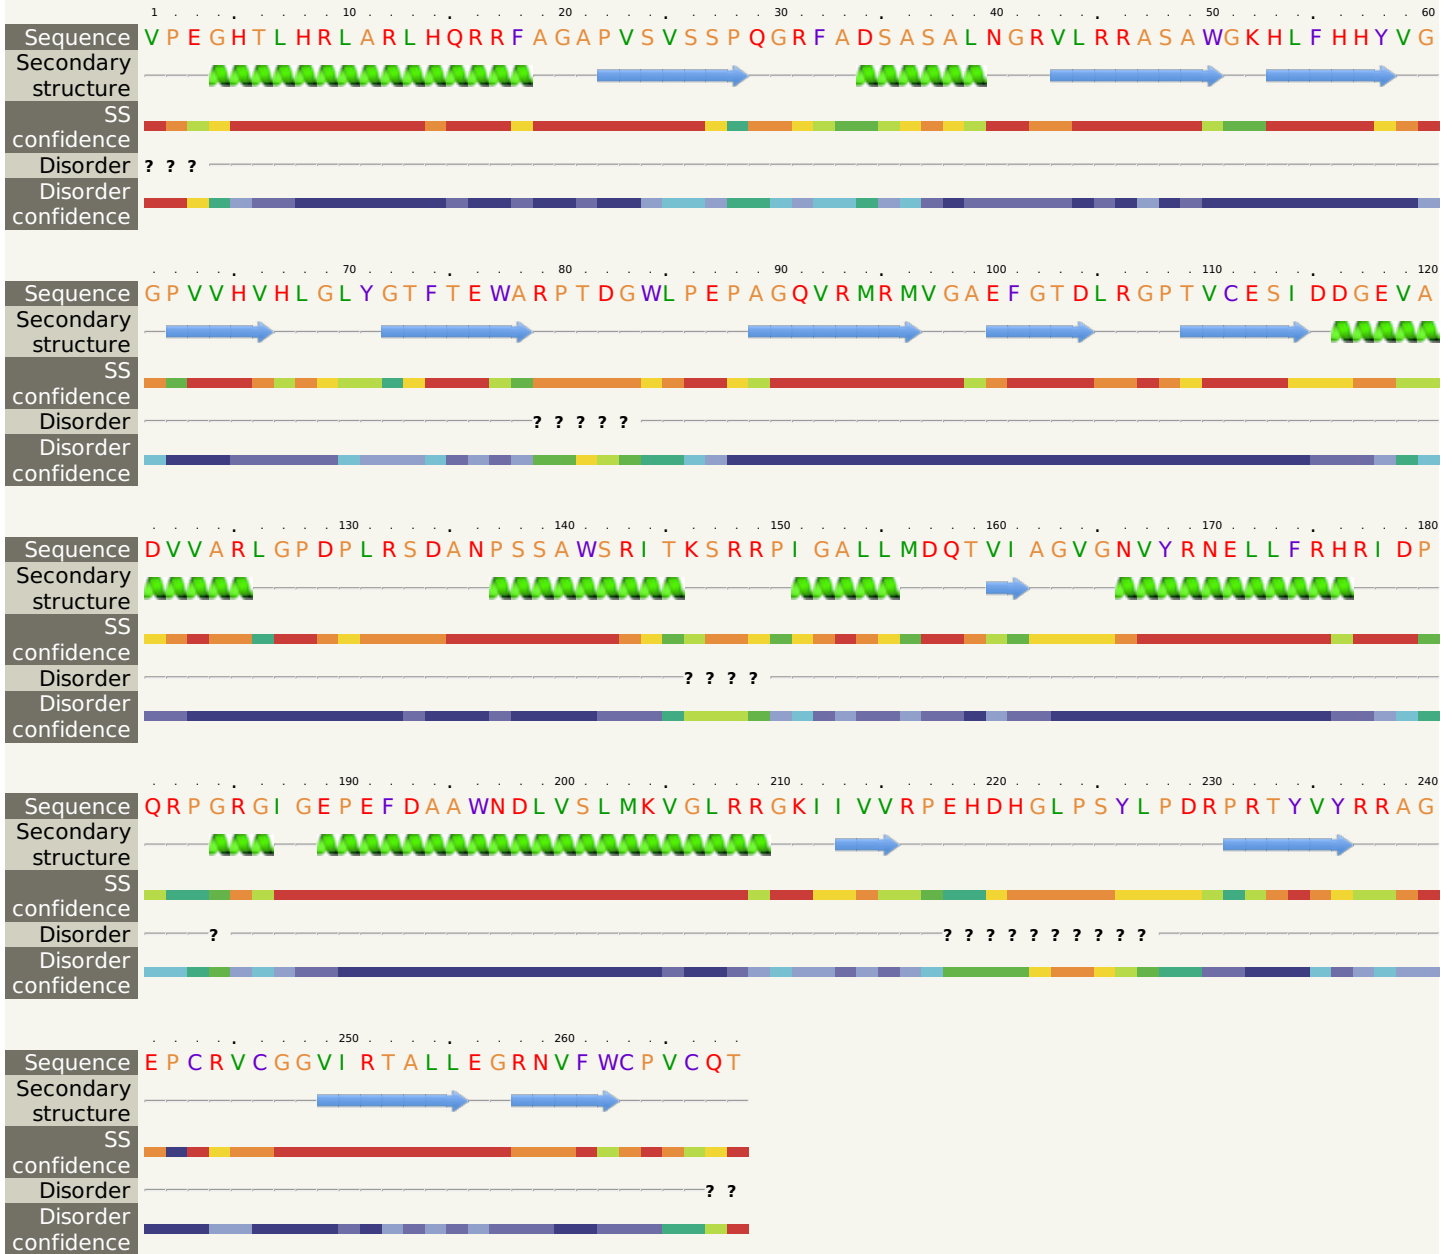 1 . . . . . . . . 10 . . . . . . . . . 20 . . . . . . . . . 30 . . . . . . . . . 40 . . . . . . . . . 50 . . . . . . . . . 60
Sequence V P E G H T L H R L A R L H Q R R F A G A P V S V S S P Q G R F A D S A S A L N G R V L R R A S A W G K H L F H H Y V G
Secondary
structure
SS
confidence
Disorder ? ? ?
Disorder
confidence
. . . . . . . . . 70 . . . . . . . . . 80 . . . . . . . . . 90 . . . . . . . . . 100 . . . . . . . . . 110 . . . . . . . . . 120
Sequence G P V V H V H L G L Y G T F T E W A R P T D G W L P E P A G Q V R M R M V G A E F G T D L R G P T V C E S I D D G E V A
Secondary
structure
SS
confidence
Disorder ? ? ? ? ?
Disorder
confidence
. . . . . . . . . 130 . . . . . . . . . 140 . . . . . . . . . 150 . . . . . . . . . 160 . . . . . . . . . 170 . . . . . . . . . 180
Sequence D V V A R L G P D P L R S D A N P S S A W S R I T K S R R P I G A L L M D Q T V I A G V G N V Y R N E L L F R H R I D P
Secondary
structure
SS
confidence
Disorder ? ? ? ?
Disorder
confidence
. . . . . . . . . 190 . . . . . . . . . 200 . . . . . . . . . 210 . . . . . . . . . 220 . . . . . . . . . 230 . . . . . . . . . 240
Sequence Q R P G R G I G E P E F D A A W N D L V S L M K V G L R R G K I I V V R P E H D H G L P S Y L P D R P R T Y V Y R R A G
Secondary
structure
SS
confidence
Disorder ? ? ? ? ? ? ? ? ? ? ?
Disorder
confidence
. . . . . . . . . 250 . . . . . . . . . 260 . . . . . . . .
Sequence E P C R V C G G V I R T A L L E G R N V F W C P V C Q T
Secondary
structure
SS
confidence
Disorder ? ?
Disorder
confidence